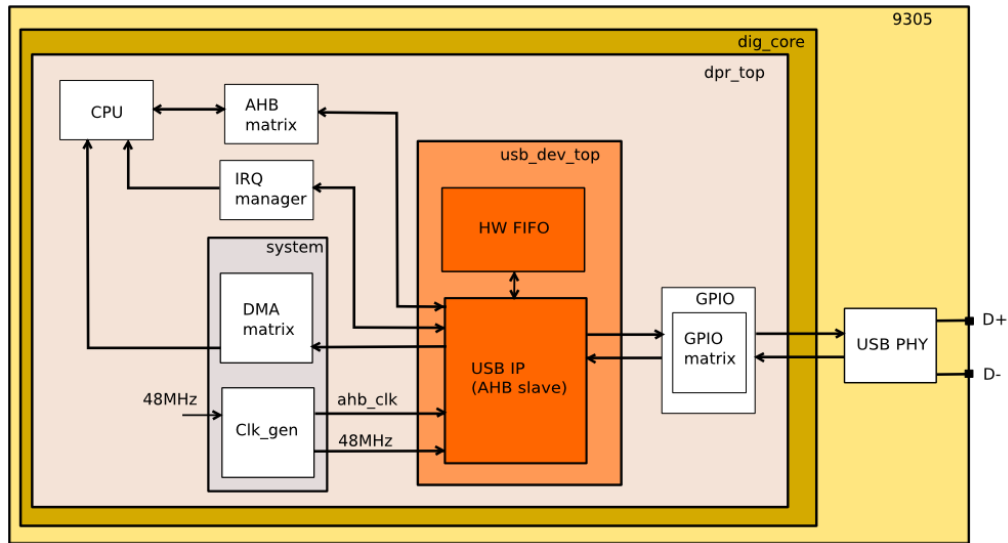 9305
dig_core
dpr_top
CPU
AHB
matrix
IRQ
manager
usb_dev_top
HW FIFO
system
DMA
matrix
USB IP
(AHB slave)
GPIO
GPIO
matrix
USB PHY
D+
D-
48MHz
Clk_gen
ahb_clk
48MHz